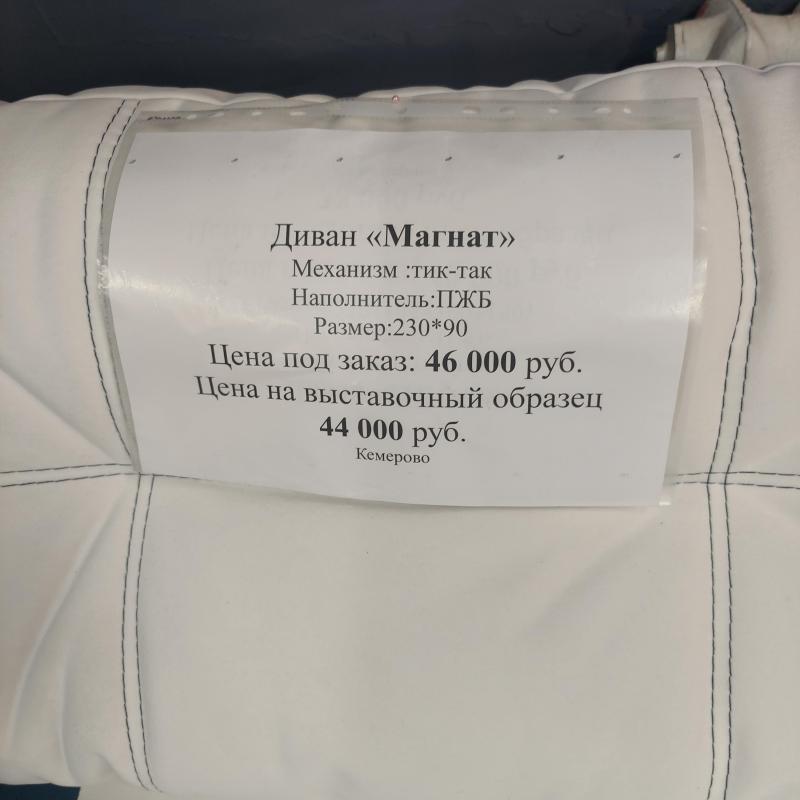 Диван «Магнат»
Механизм :тик-так
Наполнитель:ПЖБ
Размер:230*90
Цена под заказ: 46 000 руб.
Цена на выставочный образец
44 000 руб.
Кемерово